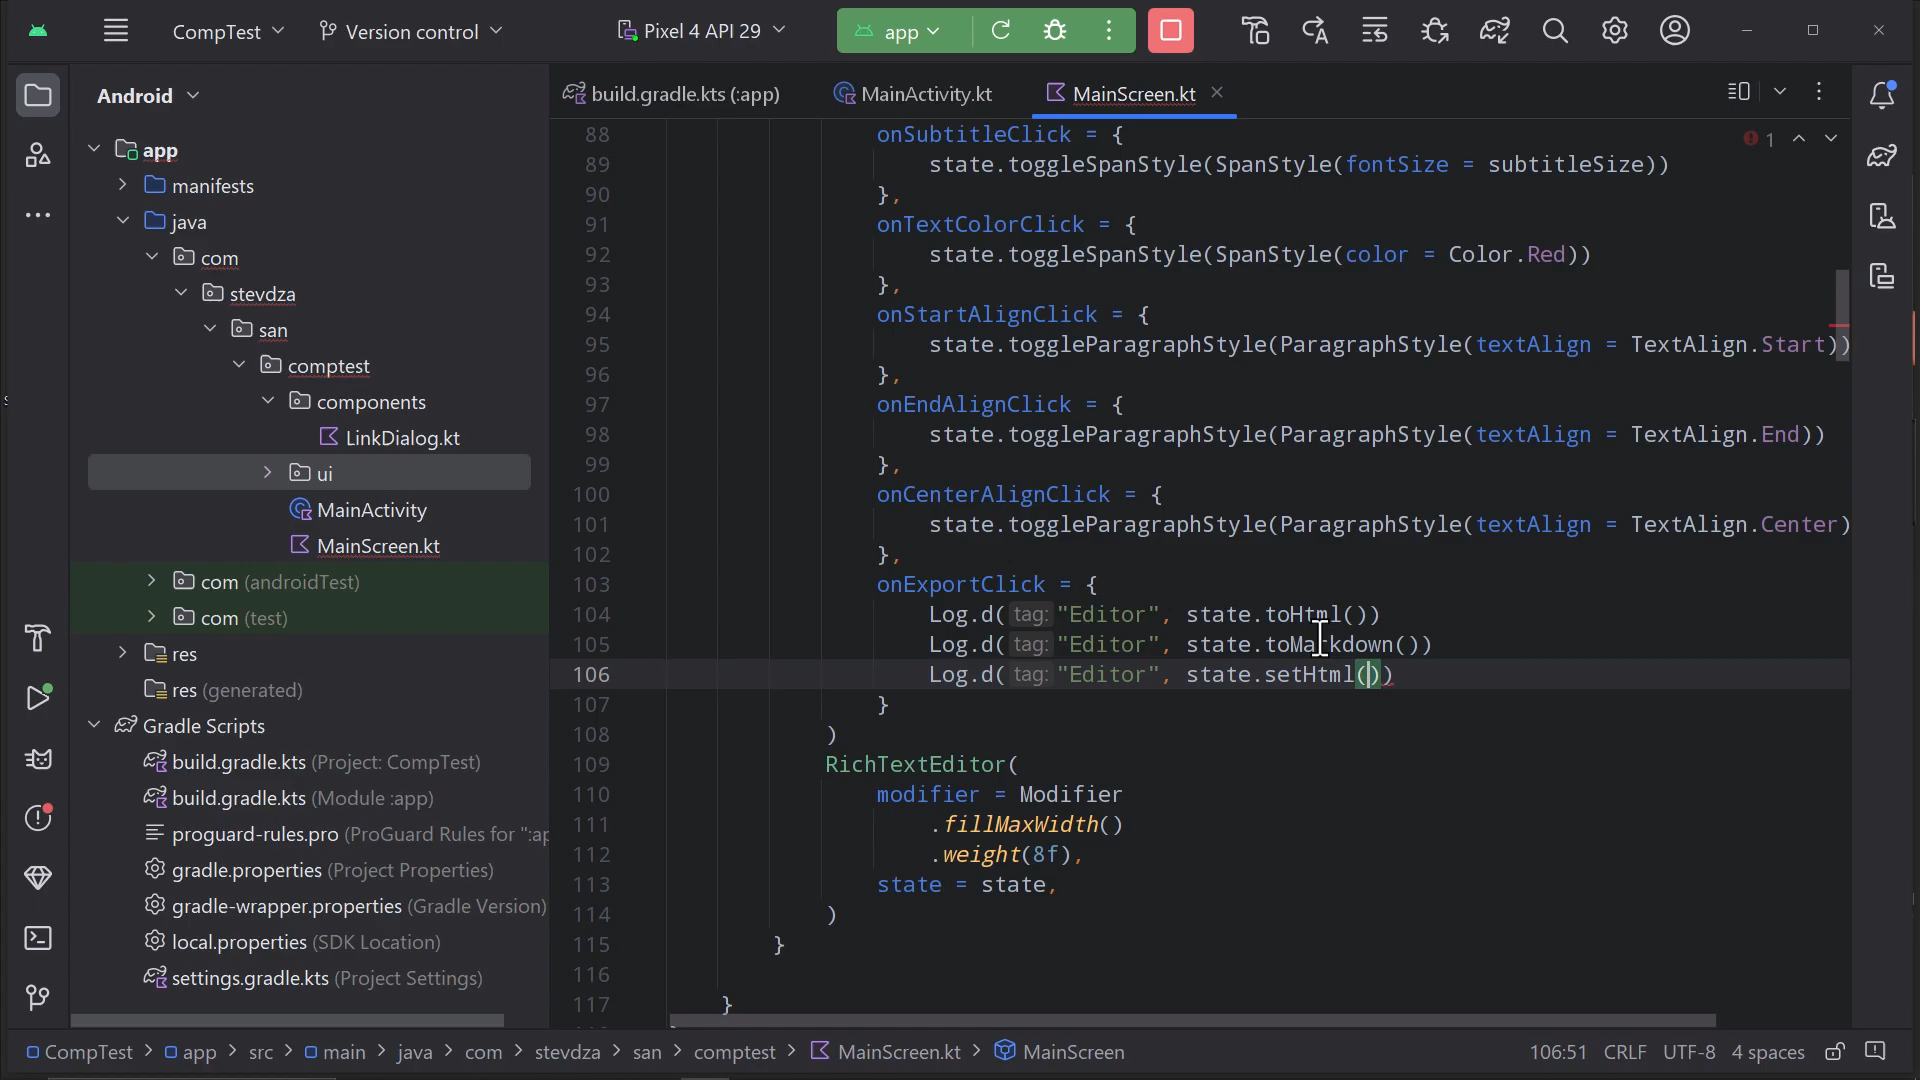 CompTest
Version control
Pixel 4 API 29
app
Android
build.gradle.kts (:app)
MainActivity.kt
MainScreen.kt
app
manifests
java
com
stevdza
san
comptest
components
LinkDialog.kt
ui
MainActivity
MainScreen.kt
com (androidTest)
com (test)
res
res (generated)
Gradle Scripts
build.gradle.kts (Project: CompTest)
build.gradle.kts (Module :app)
proguard-rules.pro (ProGuard Rules for ":ap
gradle.properties (Project Properties)
gradle-wrapper.properties (Gradle Version)
local.properties (SDK Location)
settings.gradle.kts (Project Settings)
1
88 onSubtitleClick = {
89 state.toggleSpanStyle(SpanStyle(fontSize = subtitleSize))
90 },
91 onTextColorClick = {
92 state.toggleSpanStyle(SpanStyle(color = Color.Red))
93 },
94 onStartAlignClick = {
95 state.toggleParagraphStyle(ParagraphStyle(textAlign = TextAlign.Start))
96 },
97 onEndAlignClick = {
98 state.toggleParagraphStyle(ParagraphStyle(textAlign = TextAlign.End))
99 },
100 onCenterAlignClick = {
101 state.toggleParagraphStyle(ParagraphStyle(textAlign = TextAlign.Center)
102 },
103 onExportClick = {
104 Log.d( tag: "Editor", state.toHtml())
105 Log.d( tag: "Editor", state.toMarkdown())
106 Log.d( tag: "Editor", state.setHtml())
107 }
108 )
109 RichTextEditor(
110 modifier = Modifier
111 .fillMaxWidth()
112 .weight(8f),
113 state = state,
114 )
115 }
116
117 }
CompTest > app > src > main > java > com > stevdza > san > comptest > MainScreen.kt > MainScreen
106:51 CRLF UTF-8 4 spaces